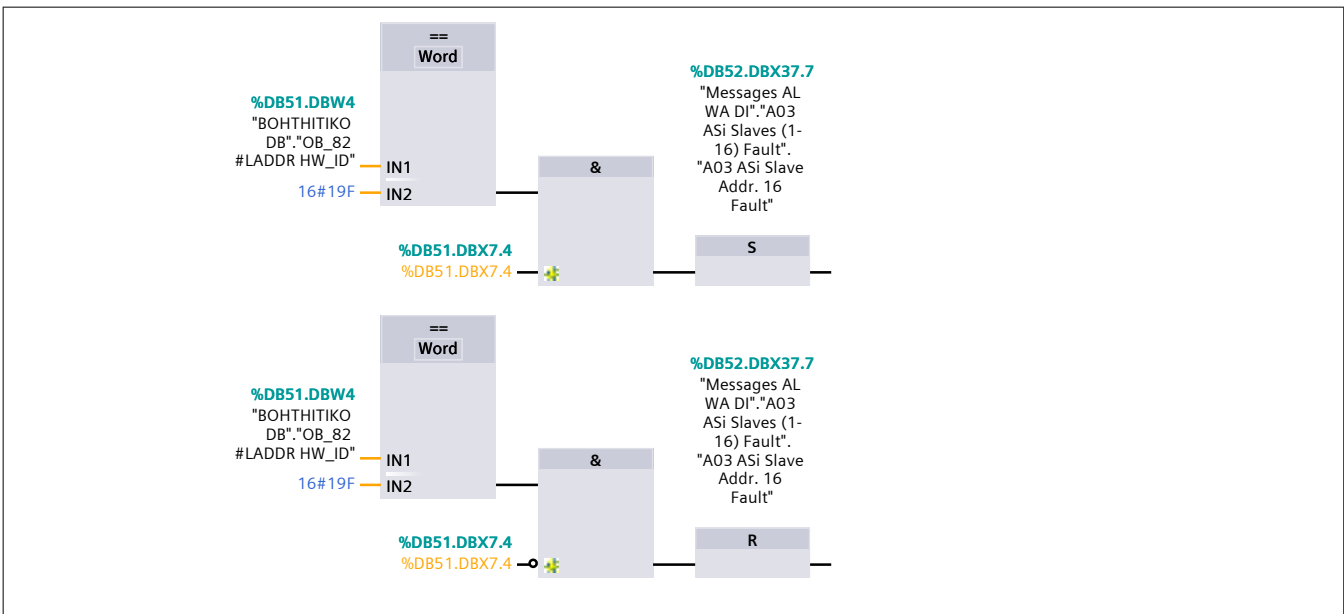 ==
Word
%DB51.DBW4
"BOHTHITIKO
DB"."OB_82
#LADDR HW_ID"
IN1
16#19F
IN2
%DB52.DBX37.7
"Messages AL
WA DI"."A03
ASi Slaves (1-
16) Fault".
"A03 ASi Slave
Addr. 16
Fault"
&
%DB51.DBX7.4
%DB51.DBX7.4
S
==
Word
%DB51.DBW4
"BOHTHITIKO
DB"."OB_82
#LADDR HW_ID"
IN1
16#19F
IN2
%DB52.DBX37.7
"Messages AL
WA DI"."A03
ASi Slaves (1-
16) Fault".
"A03 ASi Slave
Addr. 16
Fault"
&
%DB51.DBX7.4
%DB51.DBX7.4
R